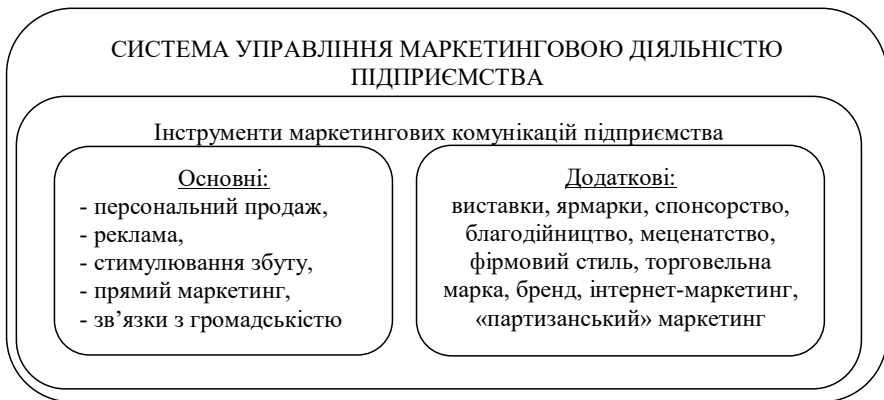 СИСТЕМА УПРАВЛІННЯ МАРКЕТИНГОВОЮ ДІЯЛЬНІСТЮ
ПІДПРИЄМСТВА
Інструменти маркетингових комунікацій підприємства
Основні:
- персональний продаж,
- реклама,
- стимулювання збуту,
- прямий маркетинг,
- зв’язки з громадськістю
Додаткові:
виставки, ярмарки, спонсорство,
благодійництво, меценатство,
фірмовий стиль, торговельна
марка, бренд, інтернет-маркетинг,
«партизанський» маркетинг